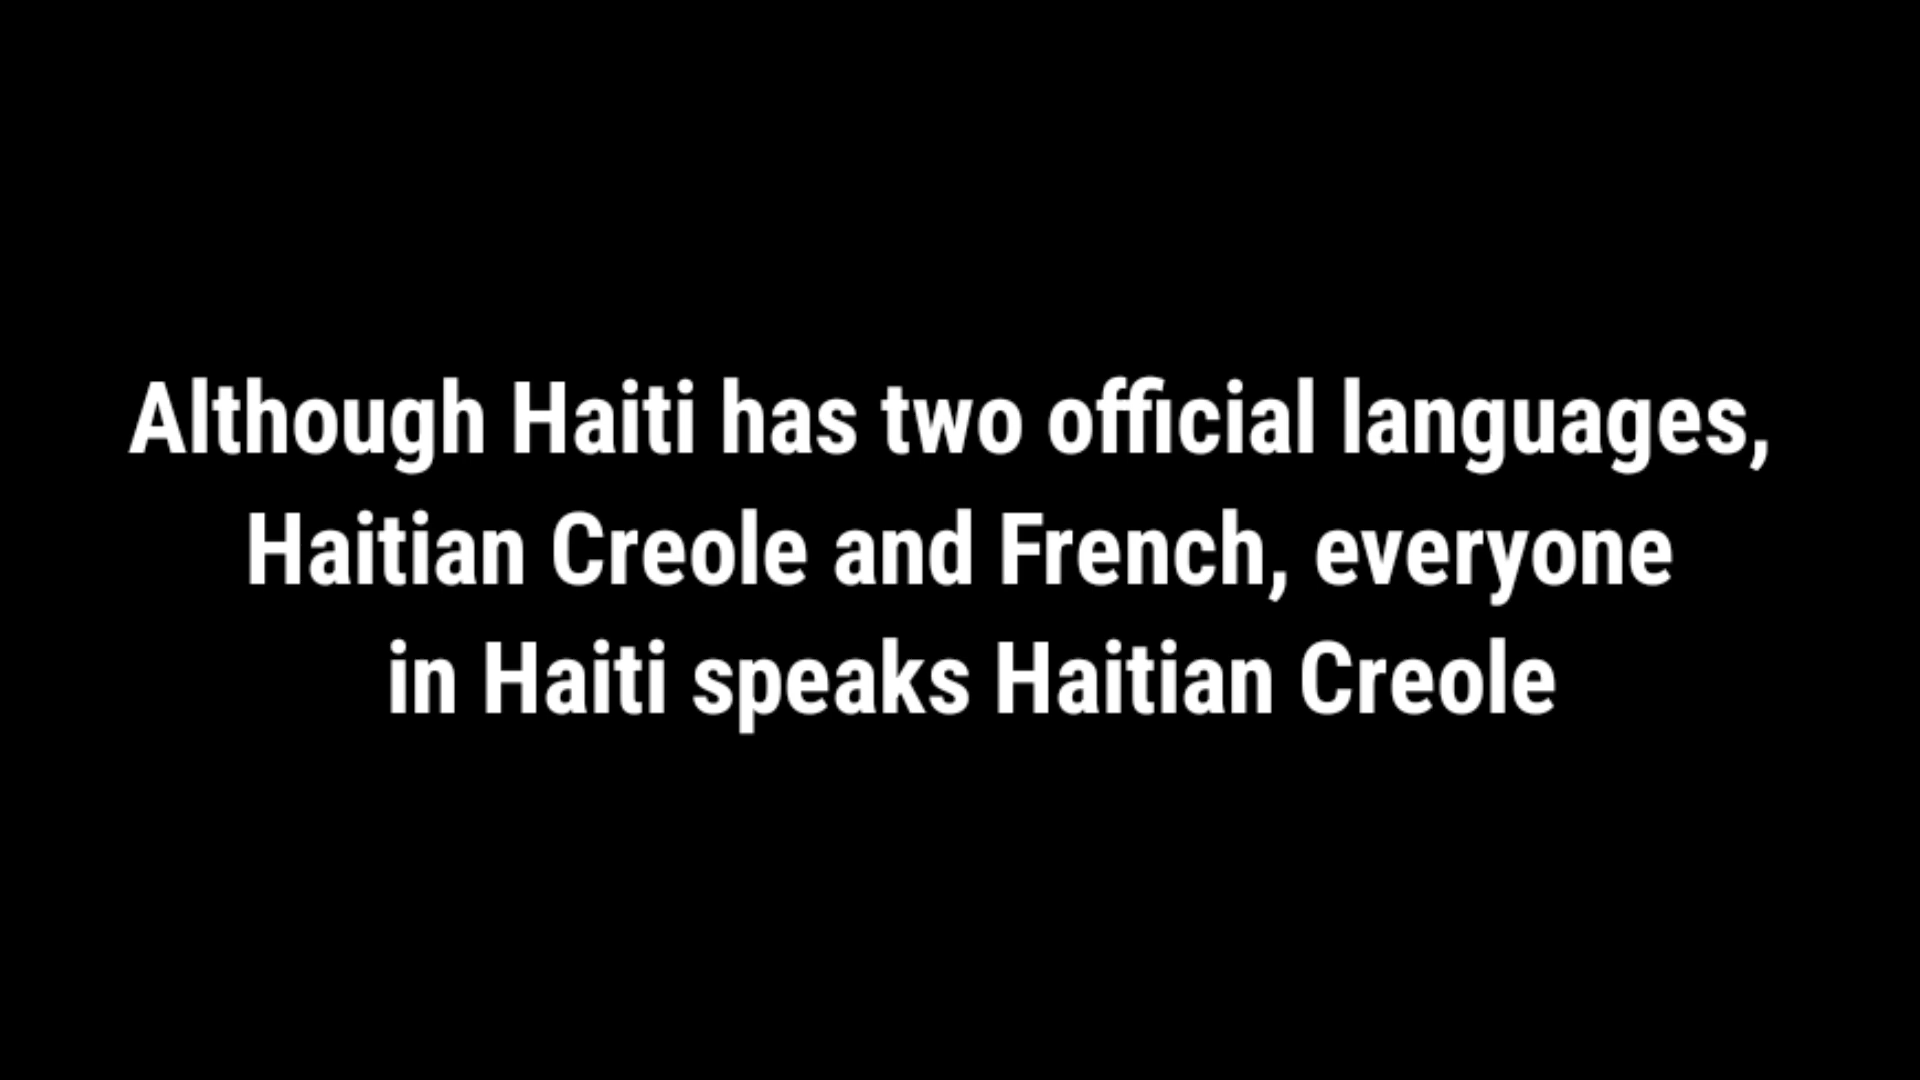 Although Haiti has two official languages,
Haitian Creole and French, everyone
in Haiti speaks Haitian Creole